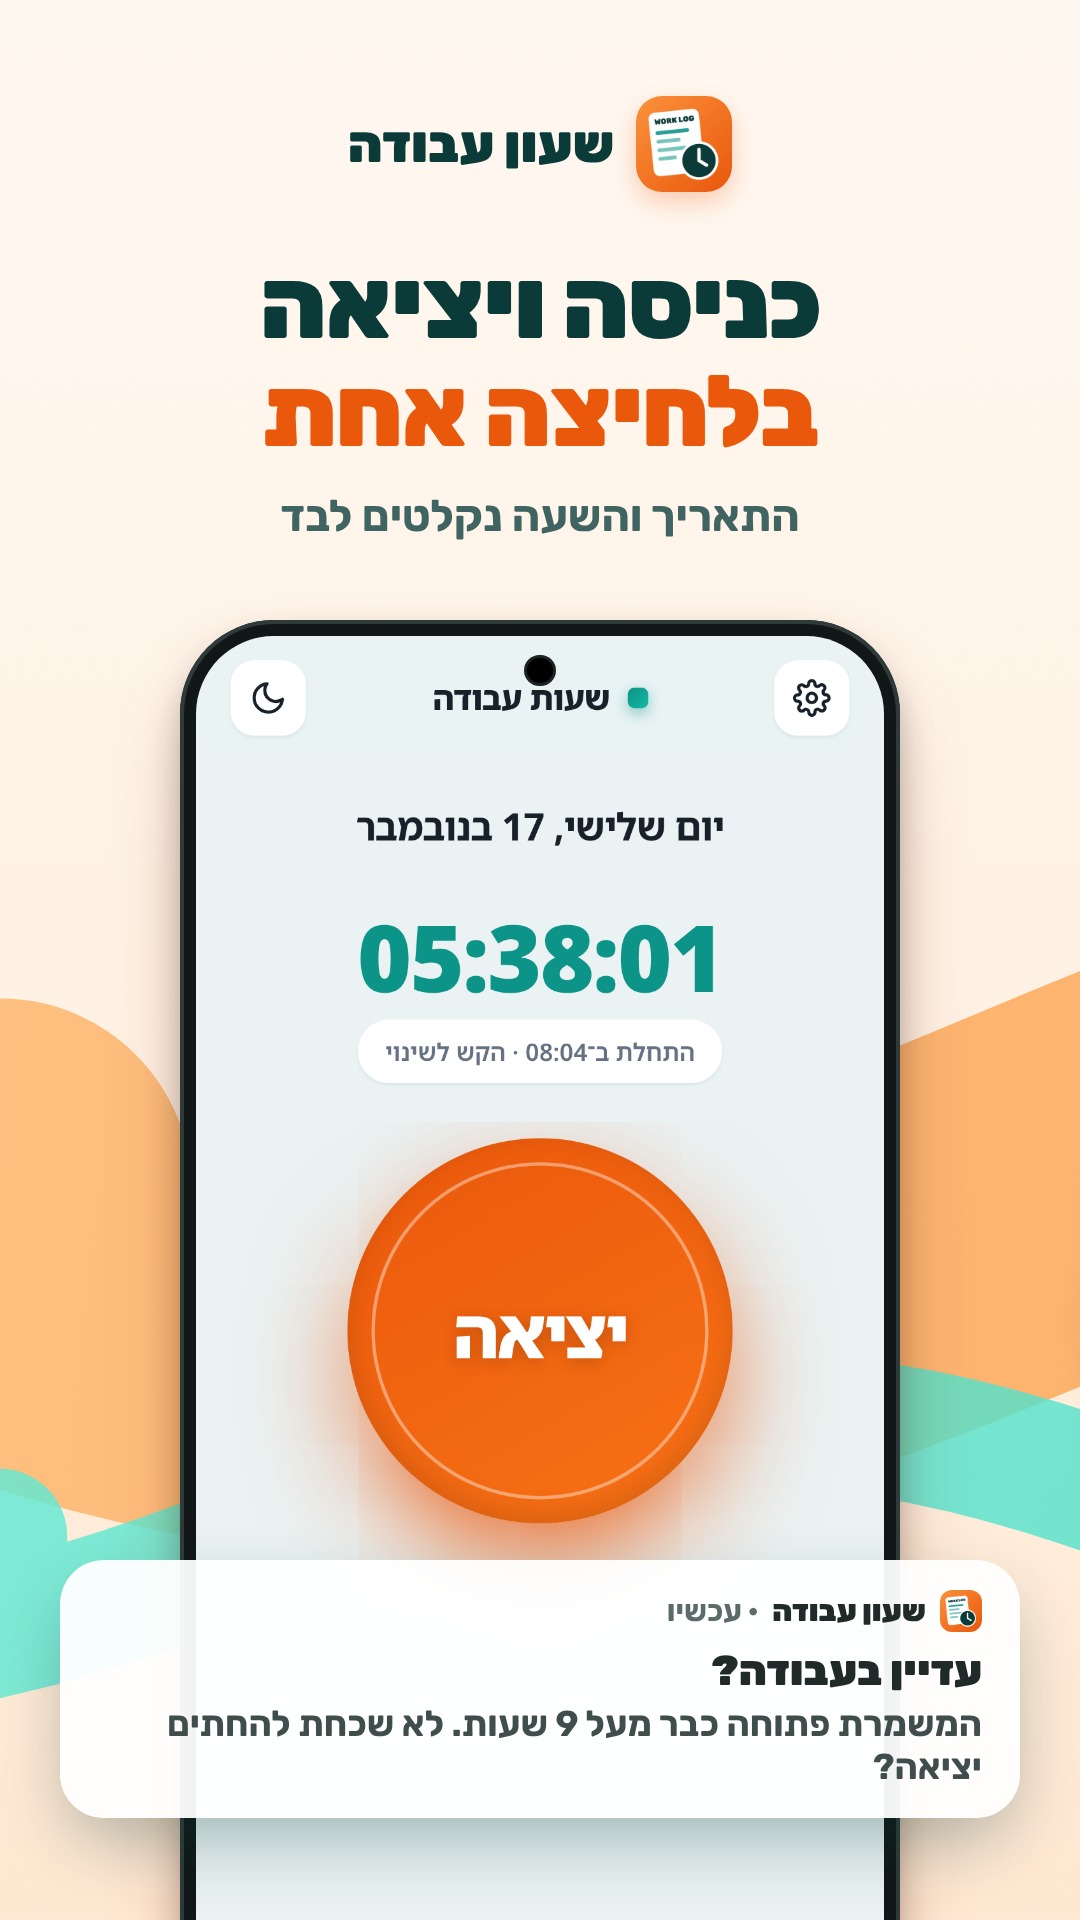 WORK LOG
שעון עבודה
כניסה ויציאה
בלחיצה אחת
התאריך והשעה נקלטים לבד
שעות עבודה
יום שלישי, 17 בנובמבר
05:38:01
התחלת ב־08:04 · הקש לשינוי
יציאה
שעון עבודה • עכשיו
עדיין בעבודה?
המשמרת פתוחה כבר מעל 9 שעות. לא שכחת להחתים
יציאה?